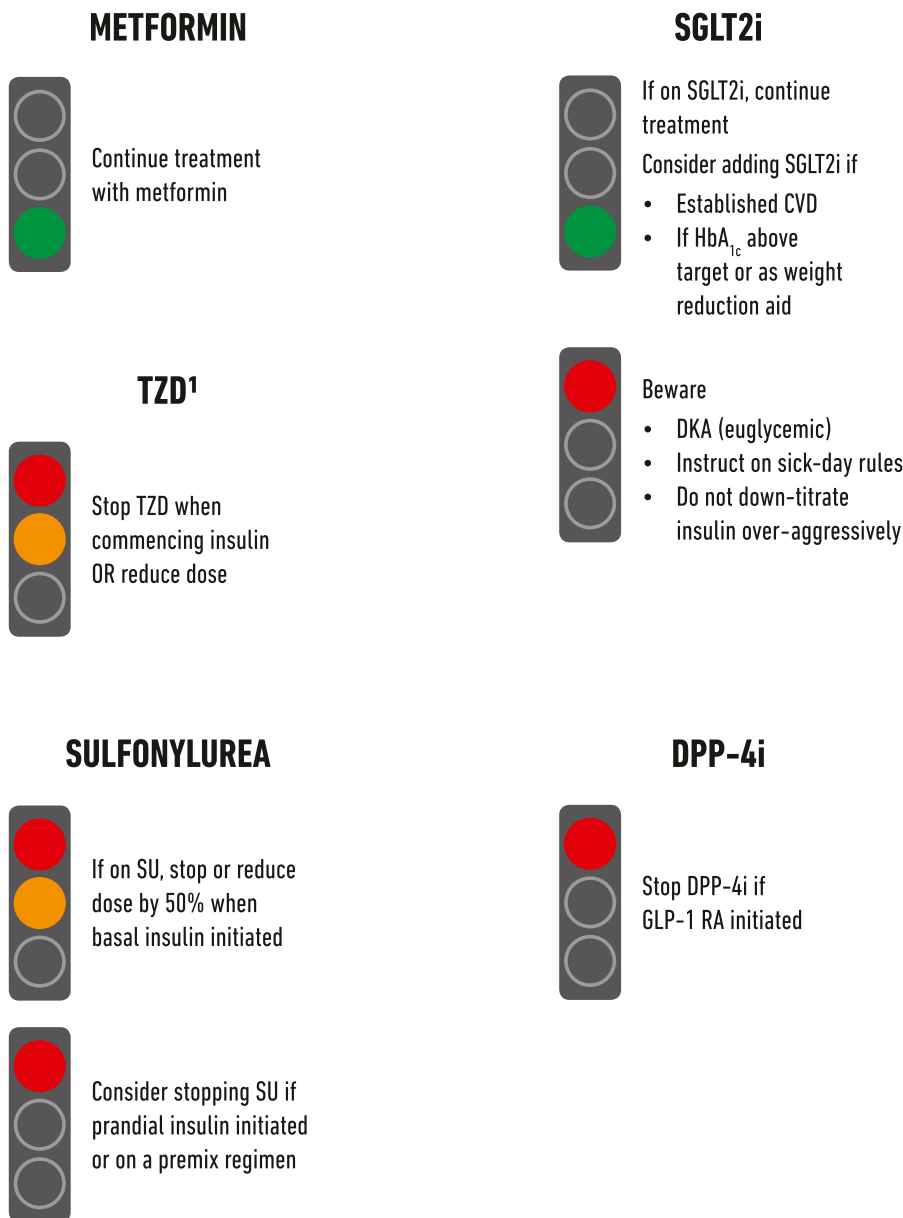 METFORMIN
Continue treatment
with metformin
SGLT2i
If on SGLT2i, continue
treatment
Consider adding SGLT2i if
• Established CVD
• If HbA1c above
target or as weight
reduction aid
Beware
• DKA (euglycemic)
• Instruct on sick-day rules
• Do not down-titrate
insulin over-aggressively
TZD¹
Stop TZD when
commencing insulin
OR reduce dose
SULFONYLUREA
If on SU, stop or reduce
dose by 50% when
basal insulin initiated
Consider stopping SU if
prandial insulin initiated
or on a premix regimen
DPP-4i
Stop DPP-4i if
GLP-1 RA initiated